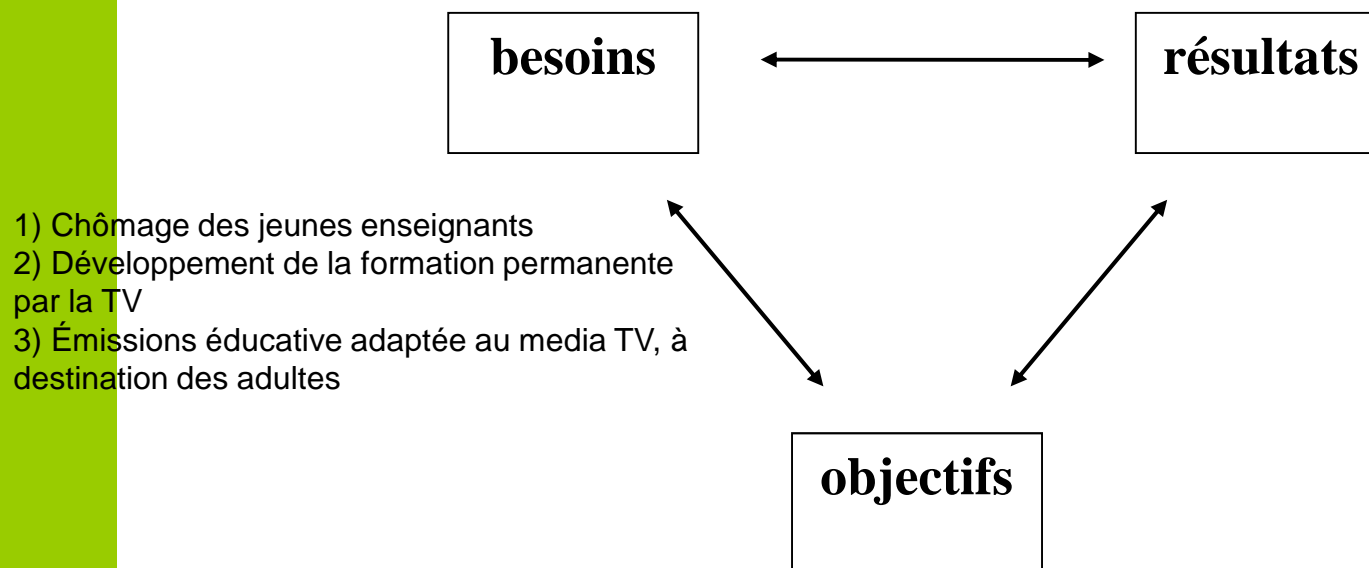 besoins
résultats
1) Chômage des jeunes enseignants
2) Développement de la formation permanente
par la TV
3) Émissions éducative adaptée au media TV, à
destination des adultes
objectifs